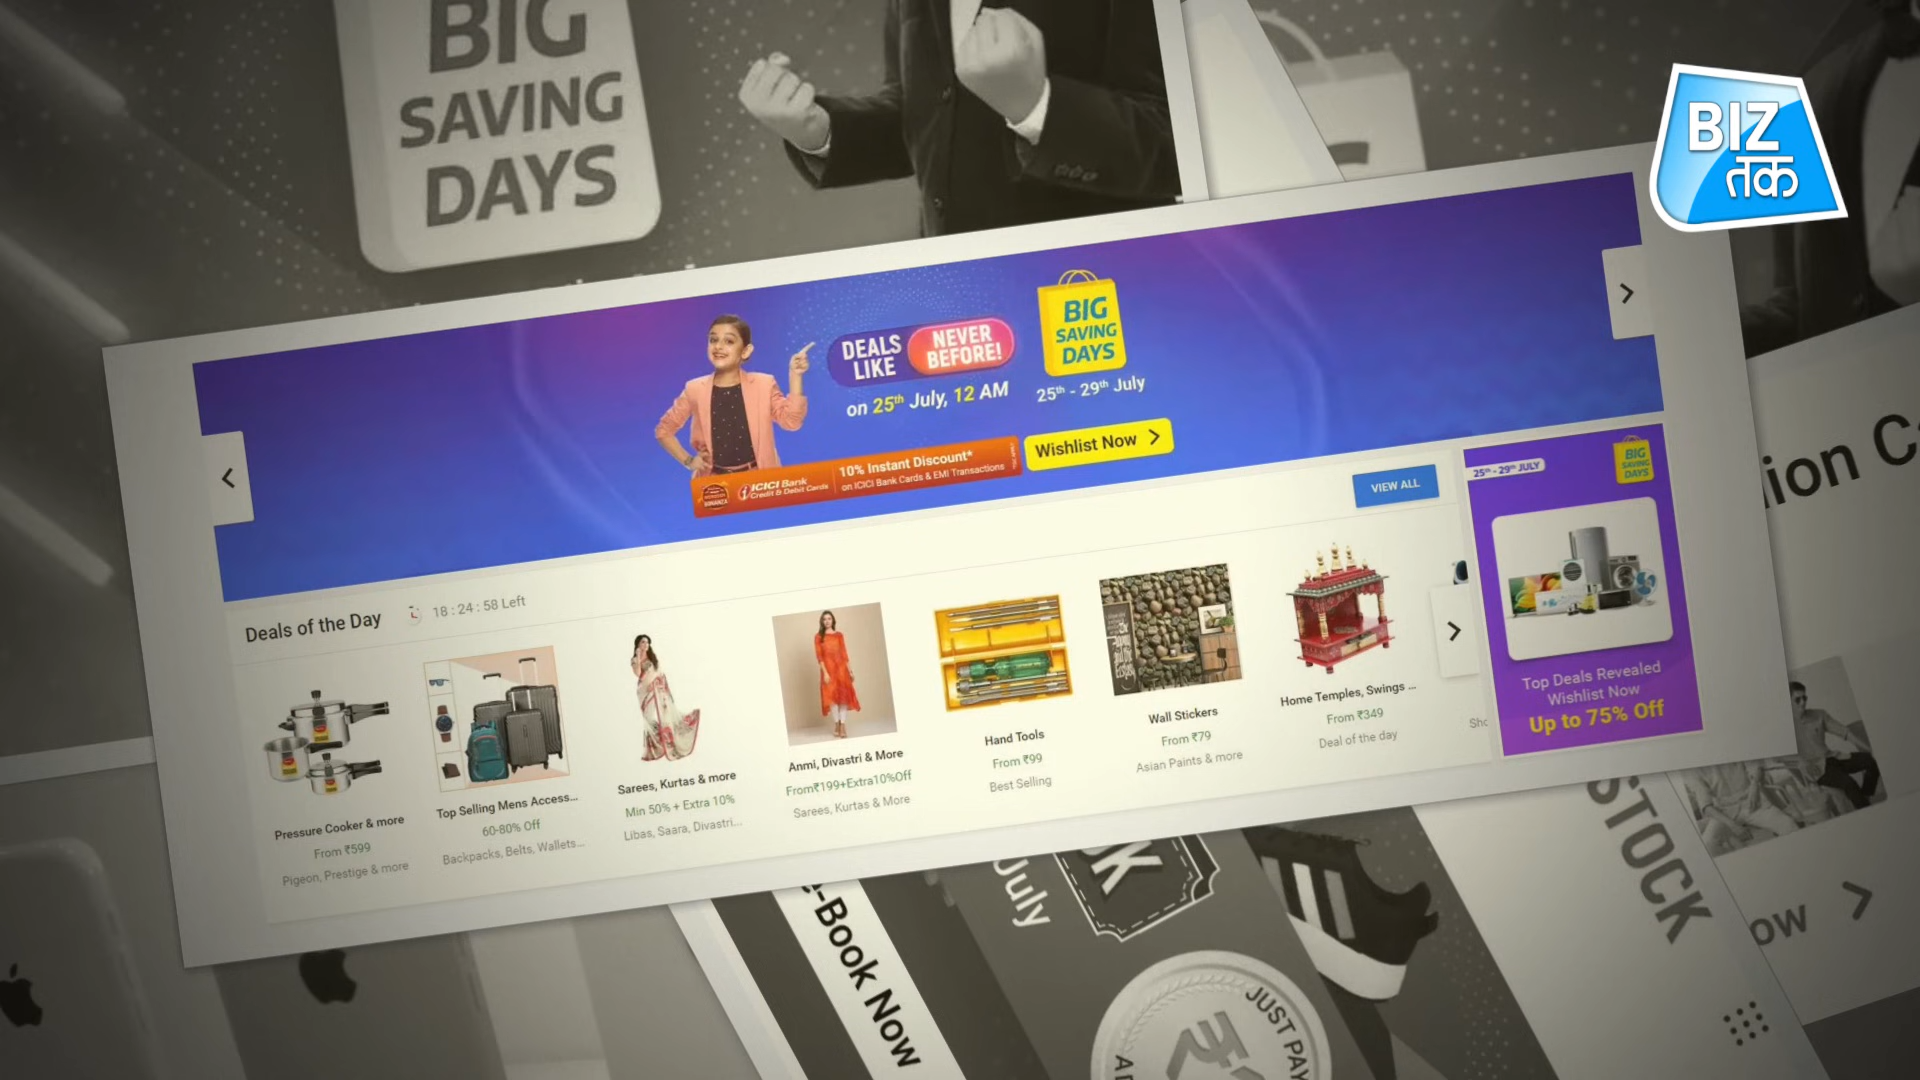 BIG
SAVING
DAYS
BIZ
तक
DEALS
LIKE
NEVER
BEFORE!
on 25th July, 12 AM
BIG
SAVING
DAYS
25th - 29th July
ICICI Bank
Credit & Debit Cards
10% Instant Discount*
on ICICI Bank Cards & EMI Transactions
Wishlist Now
Deals of the Day
18 : 24 : 58 Left
VIEW ALL
Pressure Cooker & more
From ₹599
Pigeon, Prestige & more
Top Selling Mens Access...
60-80% Off
Backpacks, Belts, Wallets...
Sarees, Kurtas & more
Min 50% + Extra 10%
Libas, Saara, Divastri...
Anmi, Divastri & More
From₹199+Extra10%Off
Sarees, Kurtas & More
Hand Tools
From ₹99
Best Selling
Wall Stickers
From ₹79
Asian Paints & more
Home Temples, Swings ...
From ₹349
Deal of the day
25th - 29th JULY
BIG
SAVING
DAYS
Top Deals Revealed
Wishlist Now
Up to 75% Off
STOCK
July
e-Book Now
JUST PAY